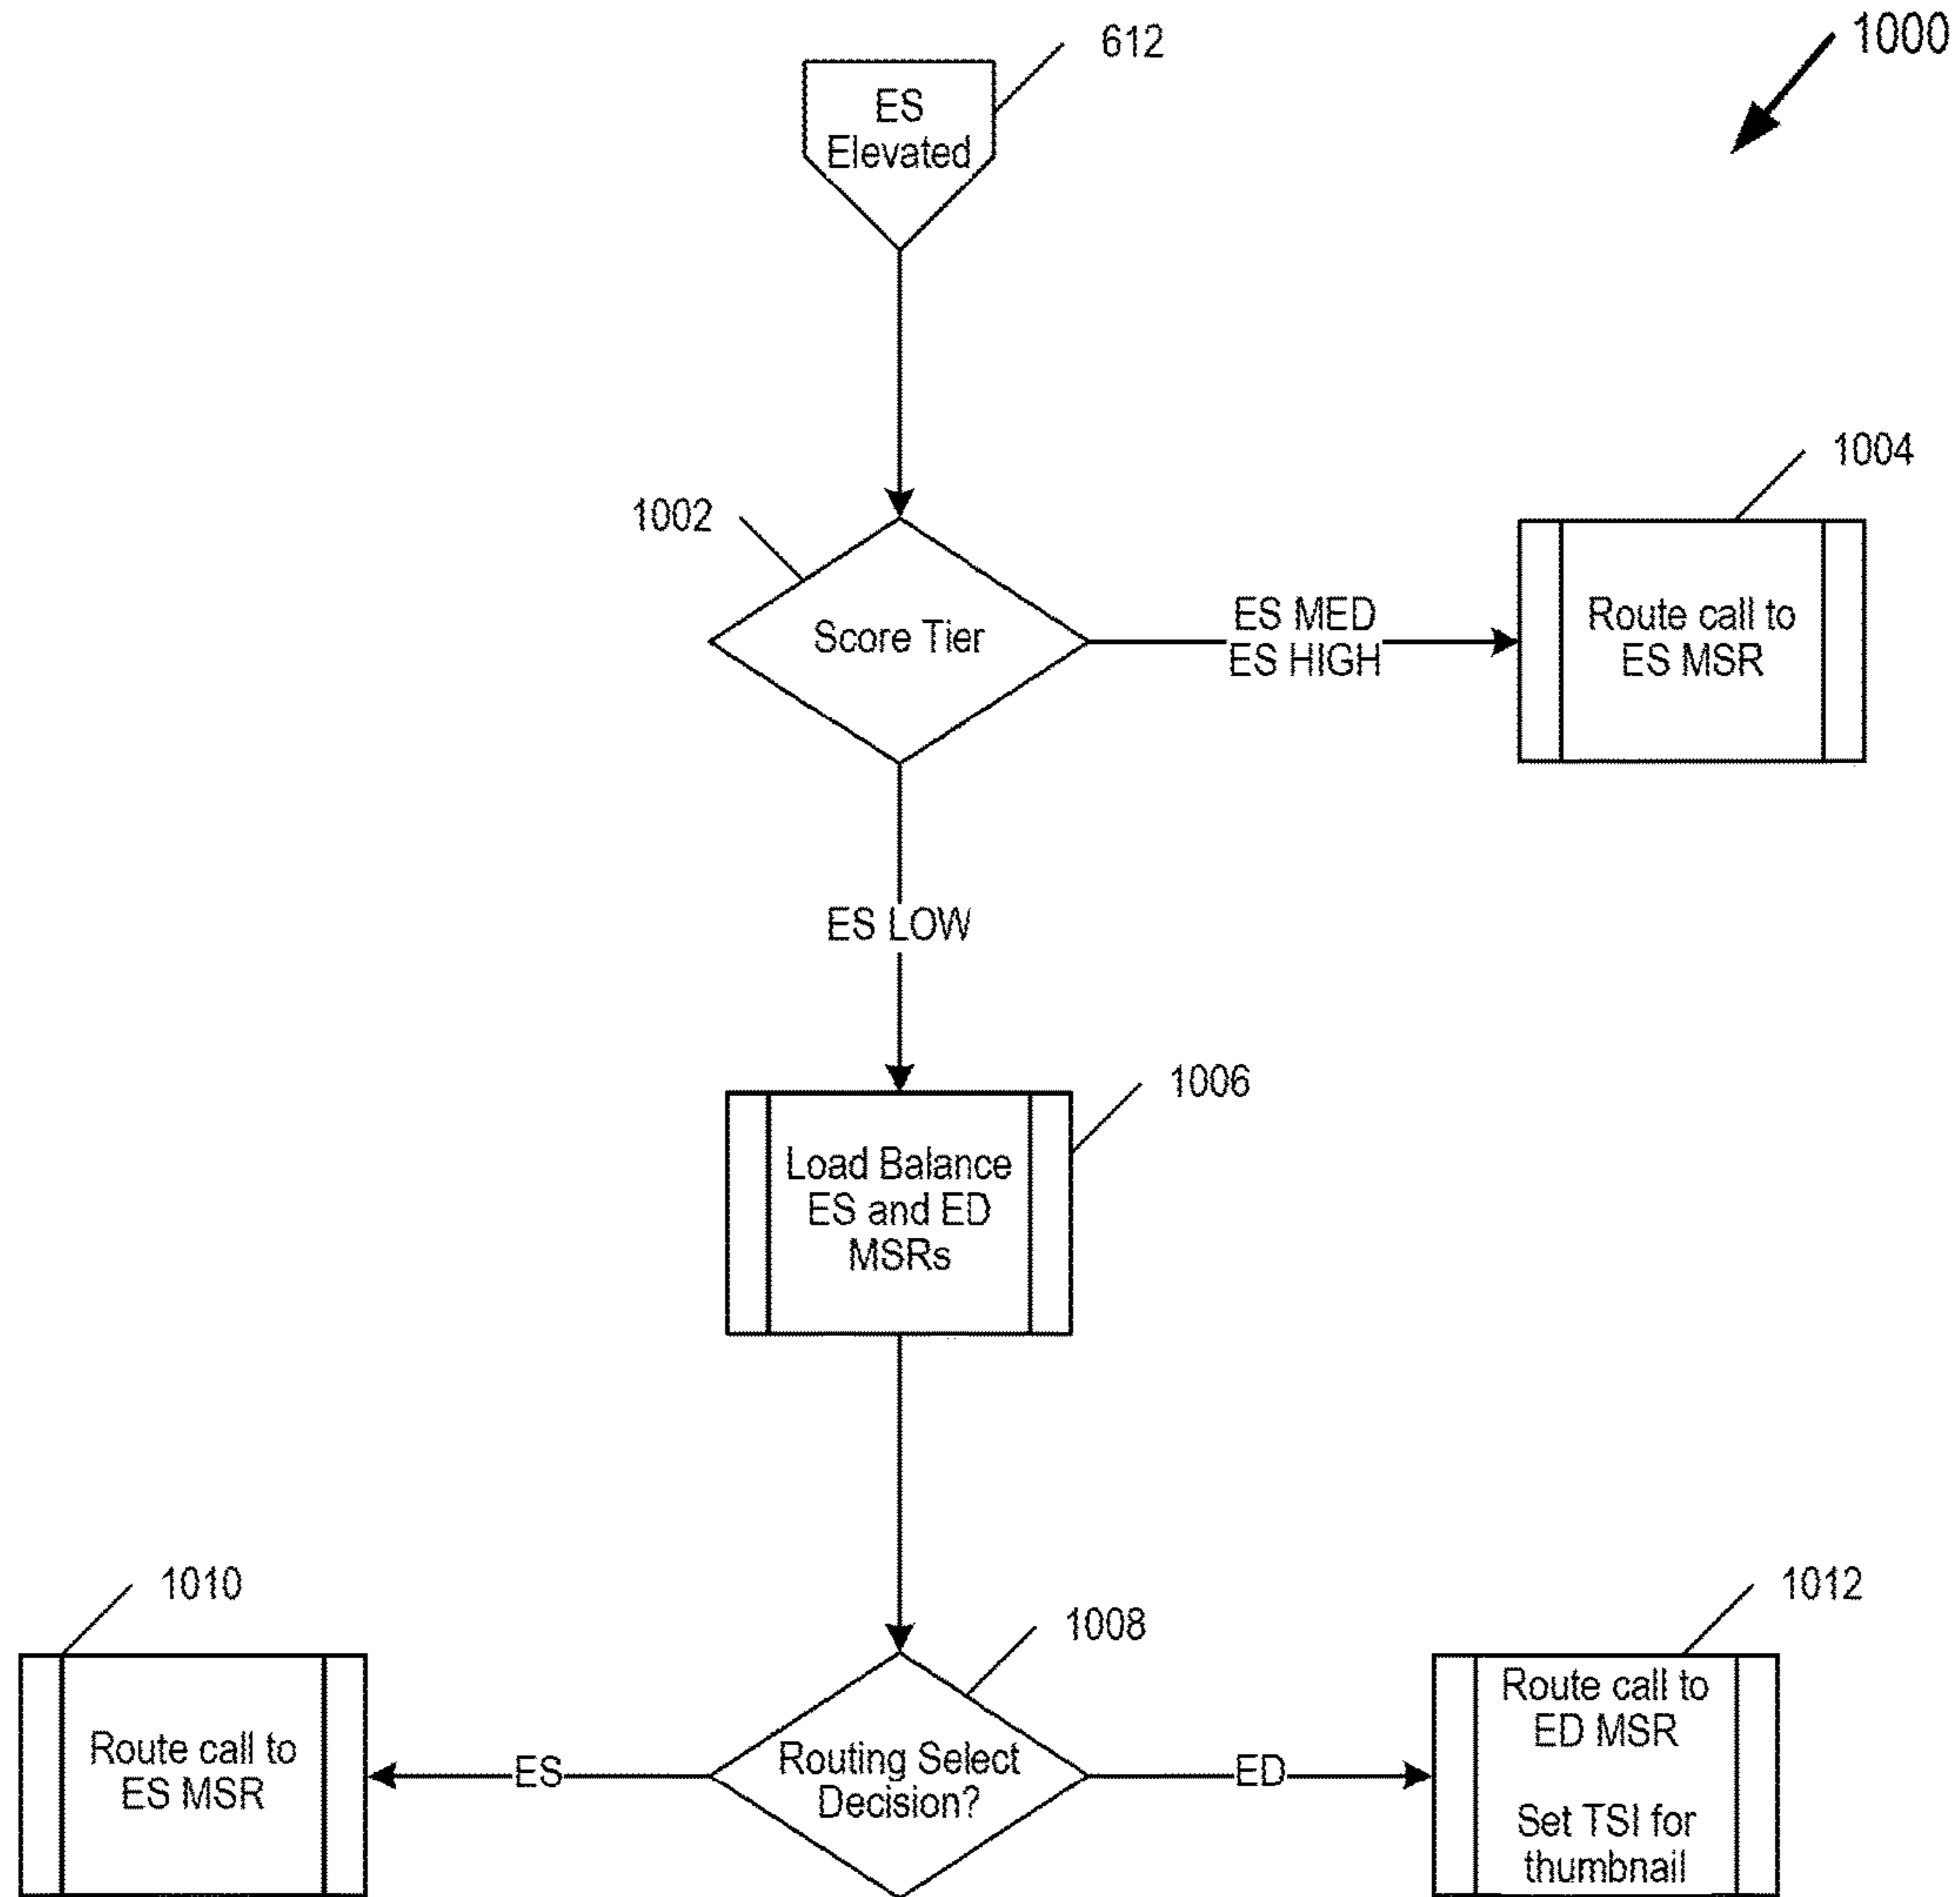 612
1000
ES
Elevated
1004
1002
Score Tier
ES MED
ES HIGH
Route call to
ES MSR
ES LOW
1006
Load Balance
ES and ED
MSRs
1010
1008
1012
Route call to
ES MSR
ES
Routing Select
Decision?
ED
Route call to
ED MSR
Set TSI for
thumbnail